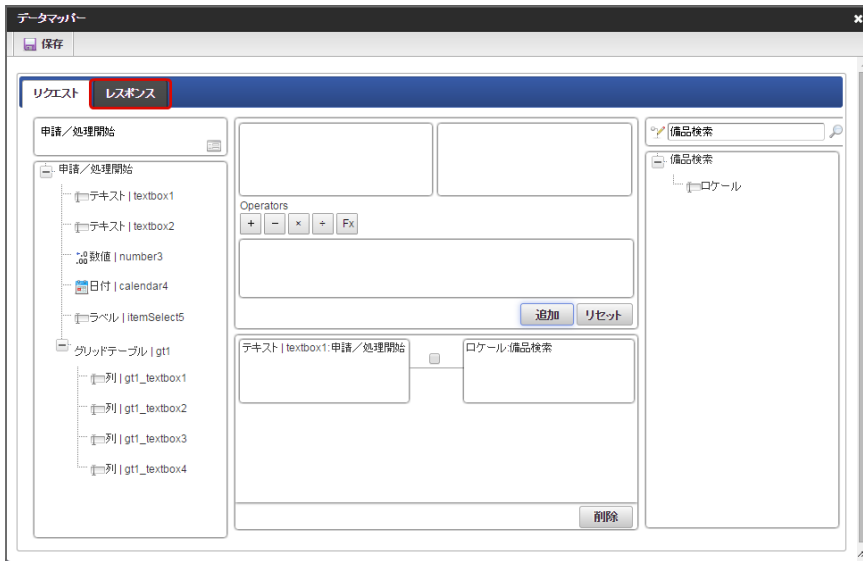 データマッパー
保存
リクエスト レスポンス
申請／処理開始
申請／処理開始
テキスト | textbox1
テキスト | textbox2
数値 | number3
日付 | calendar4
ラベル | itemSelect5
グリッドテーブル | gt1
列 | gt1_textbox1
列 | gt1_textbox2
列 | gt1_textbox3
列 | gt1_textbox4
Operators
+ − × ÷ Fx
追加 リセット
テキスト | textbox1:申請／処理開始
ロケール:備品検索
削除
備品検索
備品検索
ロケール